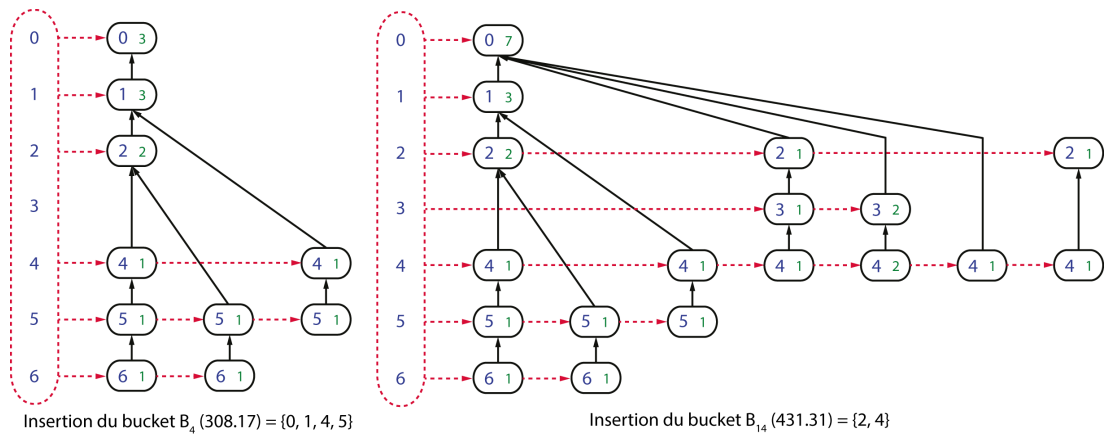 0 0 3 0 0 7
1 1 3 1 1 3
2 2 2 2 2 2 2 1 2 1
3 3 3 1 3 2
4 4 1 4 1 4 4 1 4 1 4 1 4 2 4 1 4 1
5 5 1 5 1 5 1 5 5 1 5 1 5 1
6 6 1 6 1 6 6 1 6 1
Insertion du bucket B4 (308.17) = {0, 1, 4, 5}
Insertion du bucket B14 (431.31) = {2, 4}